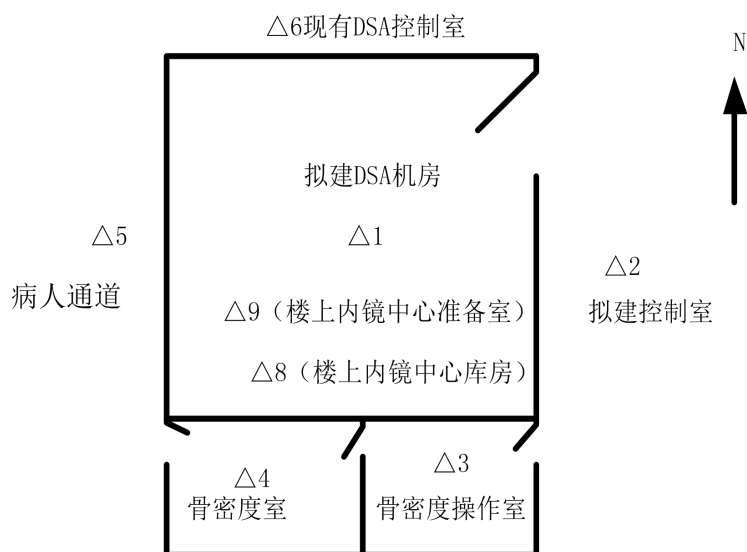 △6现有DSA控制室
N
拟建DSA机房
△5
△1
△2
病人通道
△9（楼上内镜中心准备室）
拟建控制室
△8（楼上内镜中心库房）
△4
△3
骨密度室
骨密度操作室